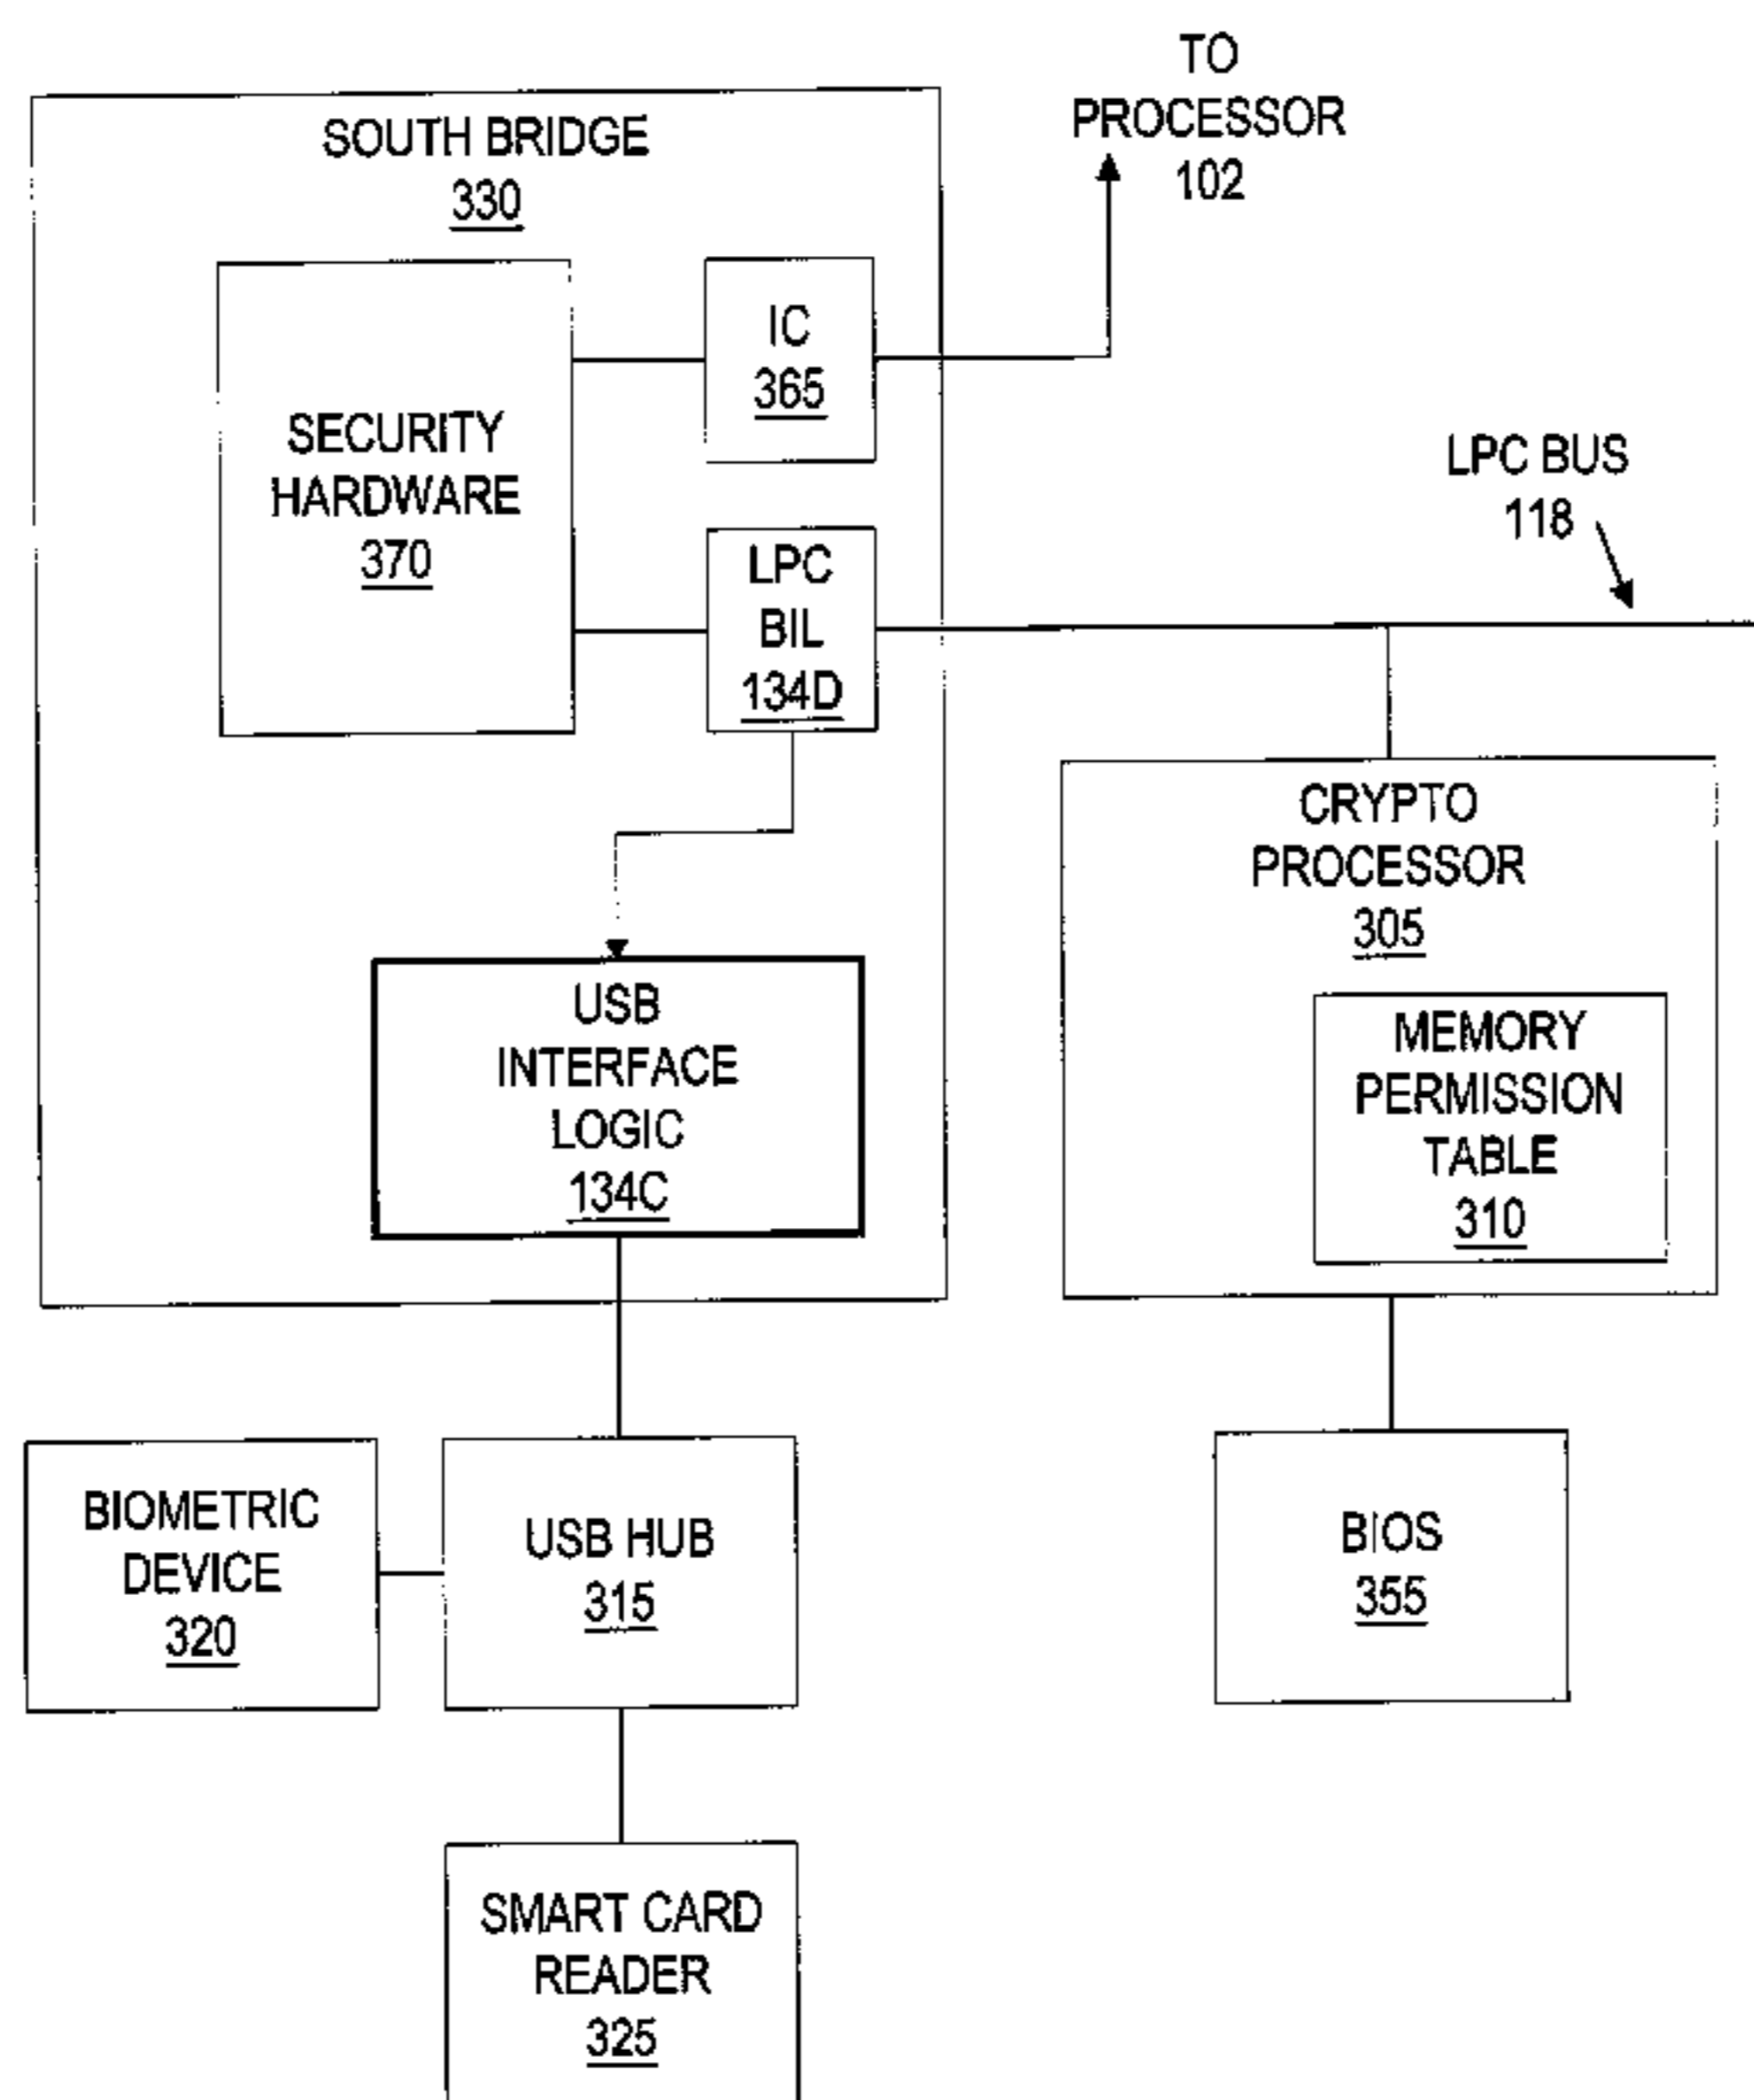 TO
PROCESSOR
102
SOUTH BRIDGE
330
IC
365
SECURITY
HARDWARE
370
LPC
BIL
134D
LPC BUS
118
CRYPTO
PROCESSOR
305
MEMORY
PERMISSION
TABLE
310
USB
INTERFACE
LOGIC
134C
BIOMETRIC
DEVICE
320
USB HUB
315
BIOS
355
SMART CARD
READER
325